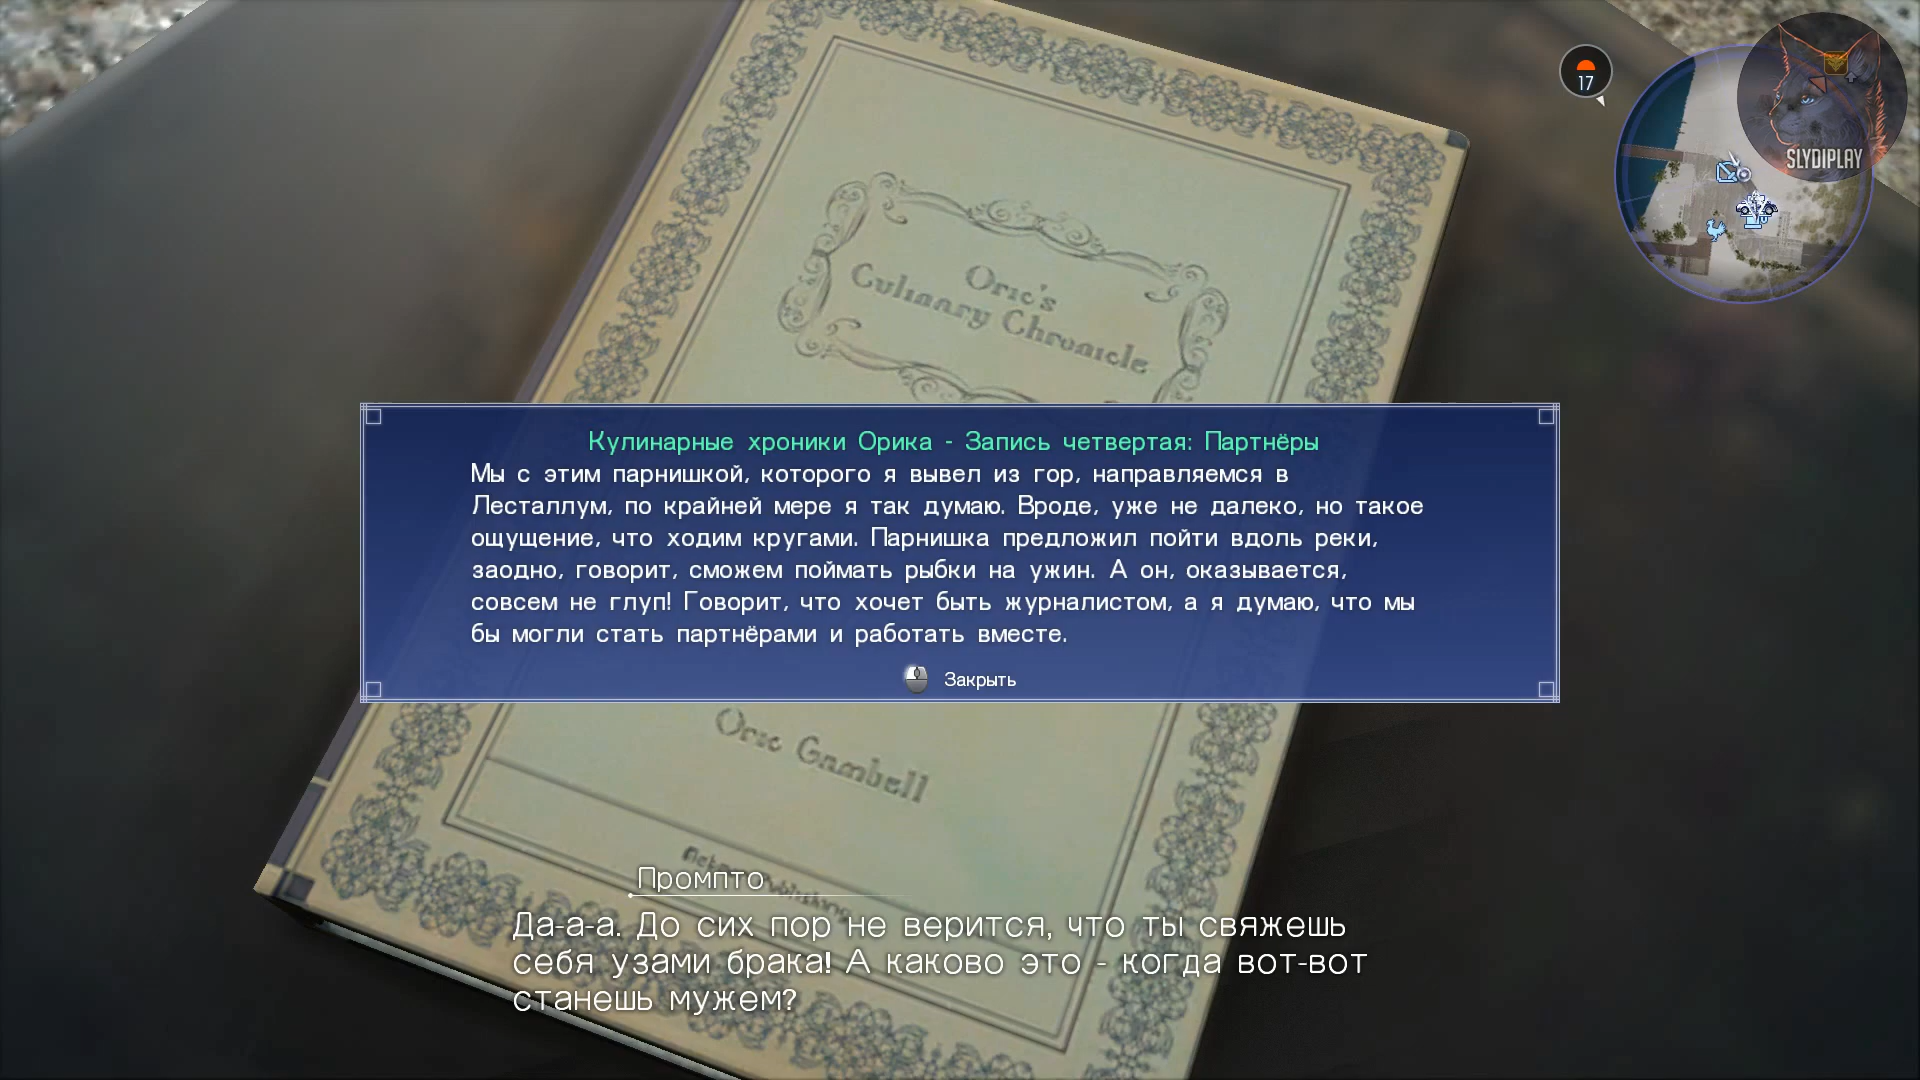 17
SLYDIPLAY
Oric's
Culinary Chronicle
Кулинарные хроники Орика - Запись четвертая: Партнёры
Мы с этим парнишкой, которого я вывел из гор, направляемся в
Лесталлум, по крайней мере я так думаю. Вроде, уже не далеко, но такое
ощущение, что ходим кругами. Парнишка предложил пойти вдоль реки,
заодно, говорит, сможем поймать рыбки на ужин. А он, оказывается,
совсем не глуп! Говорит, что хочет быть журналистом, а я думаю, что мы
бы могли стать партнёрами и работать вместе.
Закрыть
Oric Gambell
Промпто
Да-а-а. До сих пор не верится, что ты свяжешь
себя узами брака! А каково это - когда вот-вот
станешь мужем?